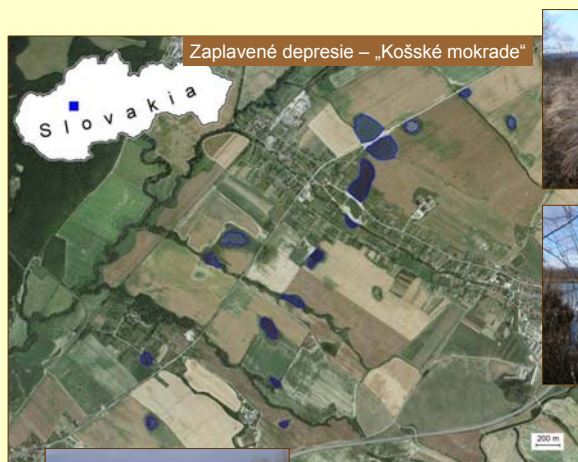 Zaplavené depresie – „Košské mokrade“
Slovakia
200 m